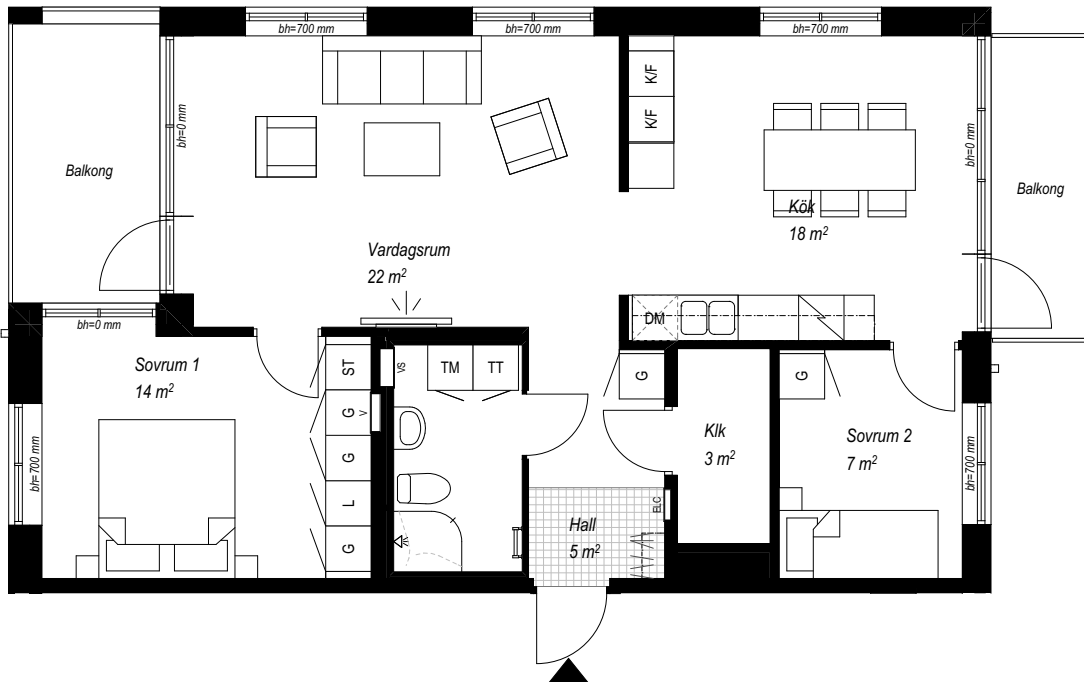 bh=700 mm
bh=700 mm
bh=700 mm
K/F
K/F
bh=0 mm
bh=0 mm
Balkong
Balkong
Kök
18 m²
Vardagsrum
22 m²
DM
bh=0 mm
Sovrum 1
14 m²
ST
G
V
G
L
G
VS
TM
TT
G
Klk
3 m²
G
Sovrum 2
7 m²
bh=700 mm
bh=700 mm
ELC
Hall
5 m²